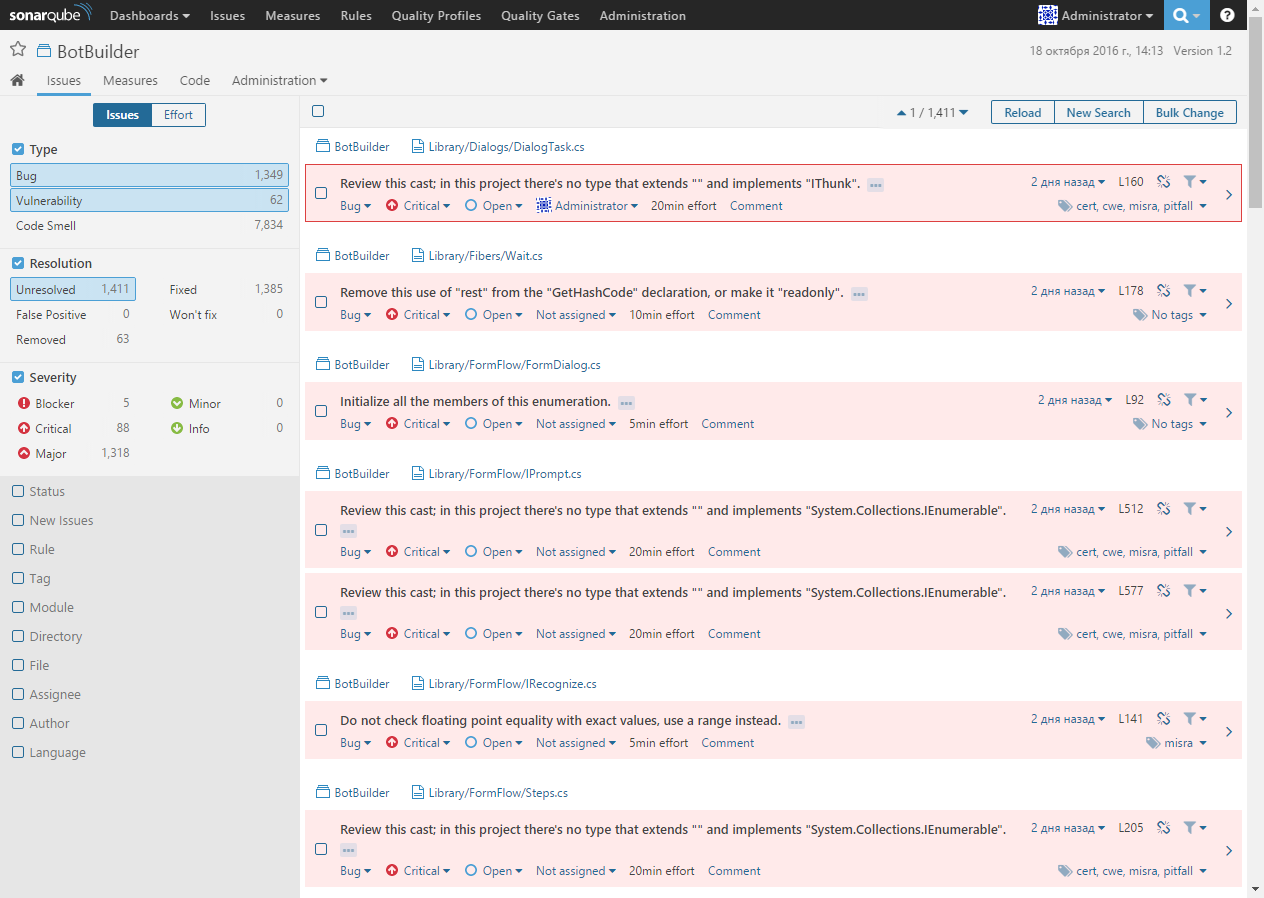 sonarqube Dashboards Issues Measures Rules Quality Profiles Quality Gates Administration Administrator ?
BotBuilder 18 октября 2016 г., 14:13 Version 1.2
Issues Measures Code Administration
Issues Effort
Type
Bug 1,349
Vulnerability 62
Code Smell 7,834
Resolution
Unresolved 1,411 Fixed 1,385
False Positive 0 Won't fix 0
Removed 63
Severity
Blocker 5 Minor 0
Critical 88 Info 0
Major 1,318
Status
New Issues
Rule
Tag
Module
Directory
File
Assignee
Author
Language
1 / 1,411 Reload New Search Bulk Change
BotBuilder Library/Dialogs/DialogTask.cs
Review this cast; in this project there's no type that extends "" and implements "IThunk". 2 дня назад L160
Bug Critical Open Administrator 20min effort Comment cert, cwe, misra, pitfall
BotBuilder Library/Fibers/Wait.cs
Remove this use of "rest" from the "GetHashCode" declaration, or make it "readonly". 2 дня назад L178
Bug Critical Open Not assigned 10min effort Comment No tags
BotBuilder Library/FormFlow/FormDialog.cs
Initialize all the members of this enumeration. 2 дня назад L92
Bug Critical Open Not assigned 5min effort Comment No tags
BotBuilder Library/FormFlow/IPrompt.cs
Review this cast; in this project there's no type that extends "" and implements "System.Collections.IEnumerable". 2 дня назад L512
Bug Critical Open Not assigned 20min effort Comment cert, cwe, misra, pitfall
Review this cast; in this project there's no type that extends "" and implements "System.Collections.IEnumerable". 2 дня назад L577
Bug Critical Open Not assigned 20min effort Comment cert, cwe, misra, pitfall
BotBuilder Library/FormFlow/IRecognize.cs
Do not check floating point equality with exact values, use a range instead. 2 дня назад L141
Bug Critical Open Not assigned 5min effort Comment misra
BotBuilder Library/FormFlow/Steps.cs
Review this cast; in this project there's no type that extends "" and implements "System.Collections.IEnumerable". 2 дня назад L205
Bug Critical Open Not assigned 20min effort Comment cert, cwe, misra, pitfall